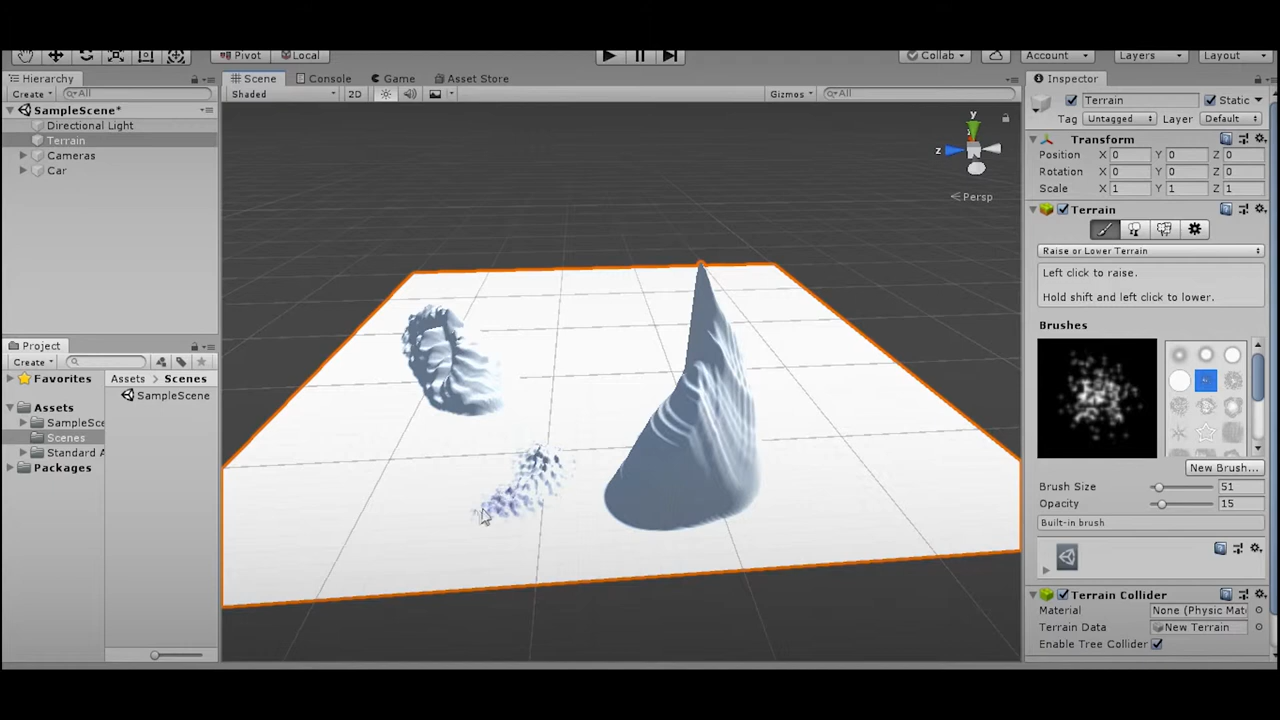 Pivot Local Collab Account Layers Layout
Hierarchy Scene Console Game Asset Store Inspector
Create All Shaded 2D Gizmos All Terrain Static
SampleScene* Tag Untagged Layer Default
Directional Light y
Terrain z Transform
Cameras Position X 0 Y 0 Z 0
Car Rotation X 0 Y 0 Z 0
Persp Scale X 1 Y 1 Z 1
Terrain
Raise or Lower Terrain
Left click to raise.
Hold shift and left click to lower.
Brushes
Project
Create
Favorites Assets Scenes
SampleScene
Assets
SampleSce
Scenes
Standard A
Packages
New Brush...
Brush Size 51
Opacity 15
Built-in brush
Terrain Collider
Material None (Physic Mate
Terrain Data New Terrain
Enable Tree Collider